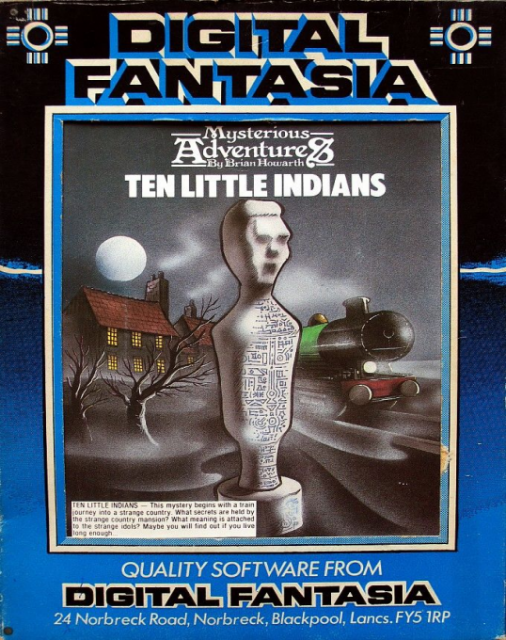 DIGITAL
FANTASIA
Mysterious
Adventures
By Brian Howarth
TEN LITTLE INDIANS
TEN LITTLE INDIANS — This mystery begins with a train
journey into a strange country. What secrets are held by
the strange country mansion? What meaning is attached
to the strange idols? Maybe you will find out if you live
long enough.
QUALITY SOFTWARE FROM
DIGITAL FANTASIA
24 Norbreck Road, Norbreck, Blackpool, Lancs. FY5 1RP